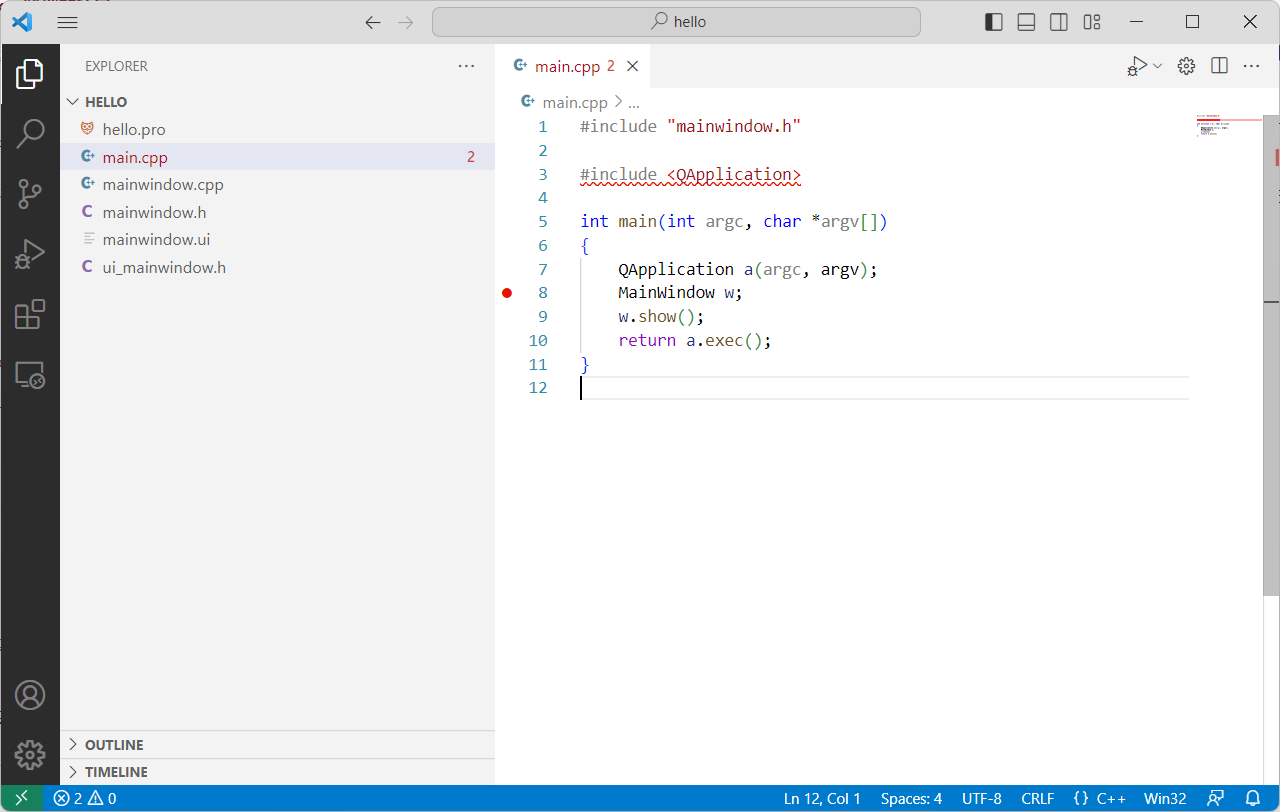 hello
EXPLORER
HELLO
hello.pro
main.cpp 2
mainwindow.cpp
mainwindow.h
mainwindow.ui
ui_mainwindow.h
OUTLINE
TIMELINE
main.cpp 2
main.cpp > ...
1 #include "mainwindow.h"
2
3 #include <QApplication>
4
5 int main(int argc, char *argv[])
6 {
7 QApplication a(argc, argv);
8 MainWindow w;
9 w.show();
10 return a.exec();
11 }
12
2 0 Ln 12, Col 1 Spaces: 4 UTF-8 CRLF {} C++ Win32